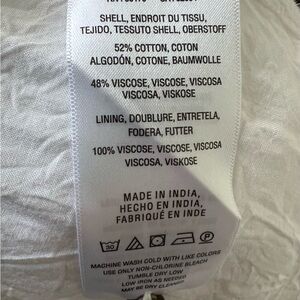 SHELL, ENDROIT DU TISSU,
TEJIDO, TESSUTO SHELL, OBERSTOFF
52% COTTON, COTON
ALGODÓN, COTONE, BAUMWOLLE
48% VISCOSE, VISCOSE, VISCOSA
VISCOSA, VISKOSE
LINING, DOUBLURE, ENTRETELA,
FODERA, FUTTER
100% VISCOSE, VISCOSE, VISCOSA
VISCOSA, VISKOSE
MADE IN INDIA,
HECHO EN INDIA,
FABRIQUÉ EN INDE
P
MACHINE WASH COLD WITH LIKE COLORS
USE ONLY NON-CHLORINE BLEACH
TUMBLE DRY LOW
LOW IRON AS NEEDED
MAY BE DRY CLEANED